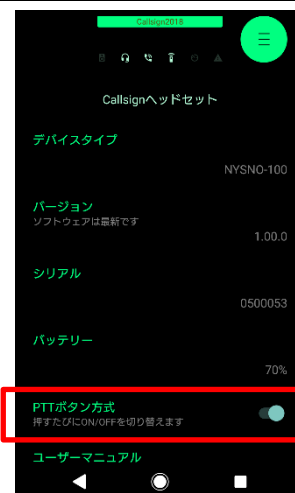 Callsign2018
Callsignヘッドセット
デバイスタイプ
NYSNO-100
バージョン
ソフトウェアは最新です
1.00.0
シリアル
0500053
バッテリー
70%
PTTボタン方式
押すたびにON/OFFを切り替えます
ユーザーマニュアル